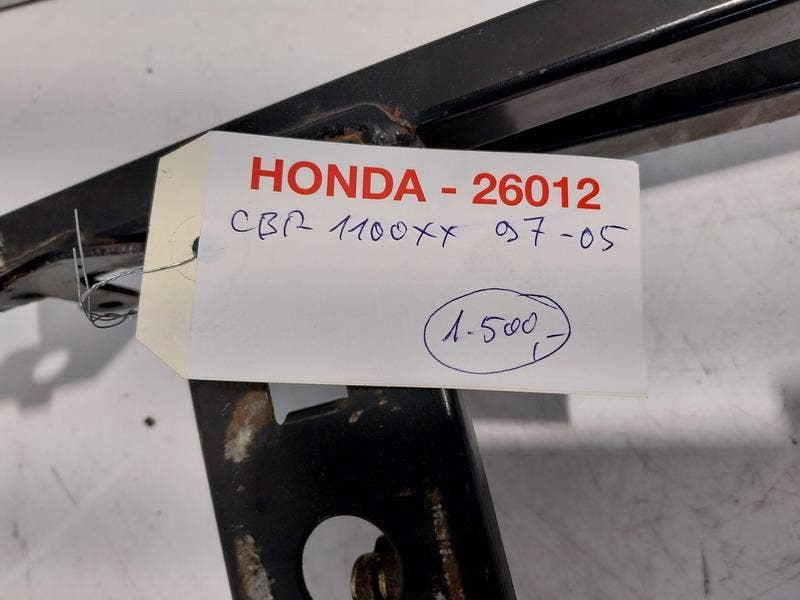 HONDA - 26012
CBR 1100XX 97-05
1.500,-